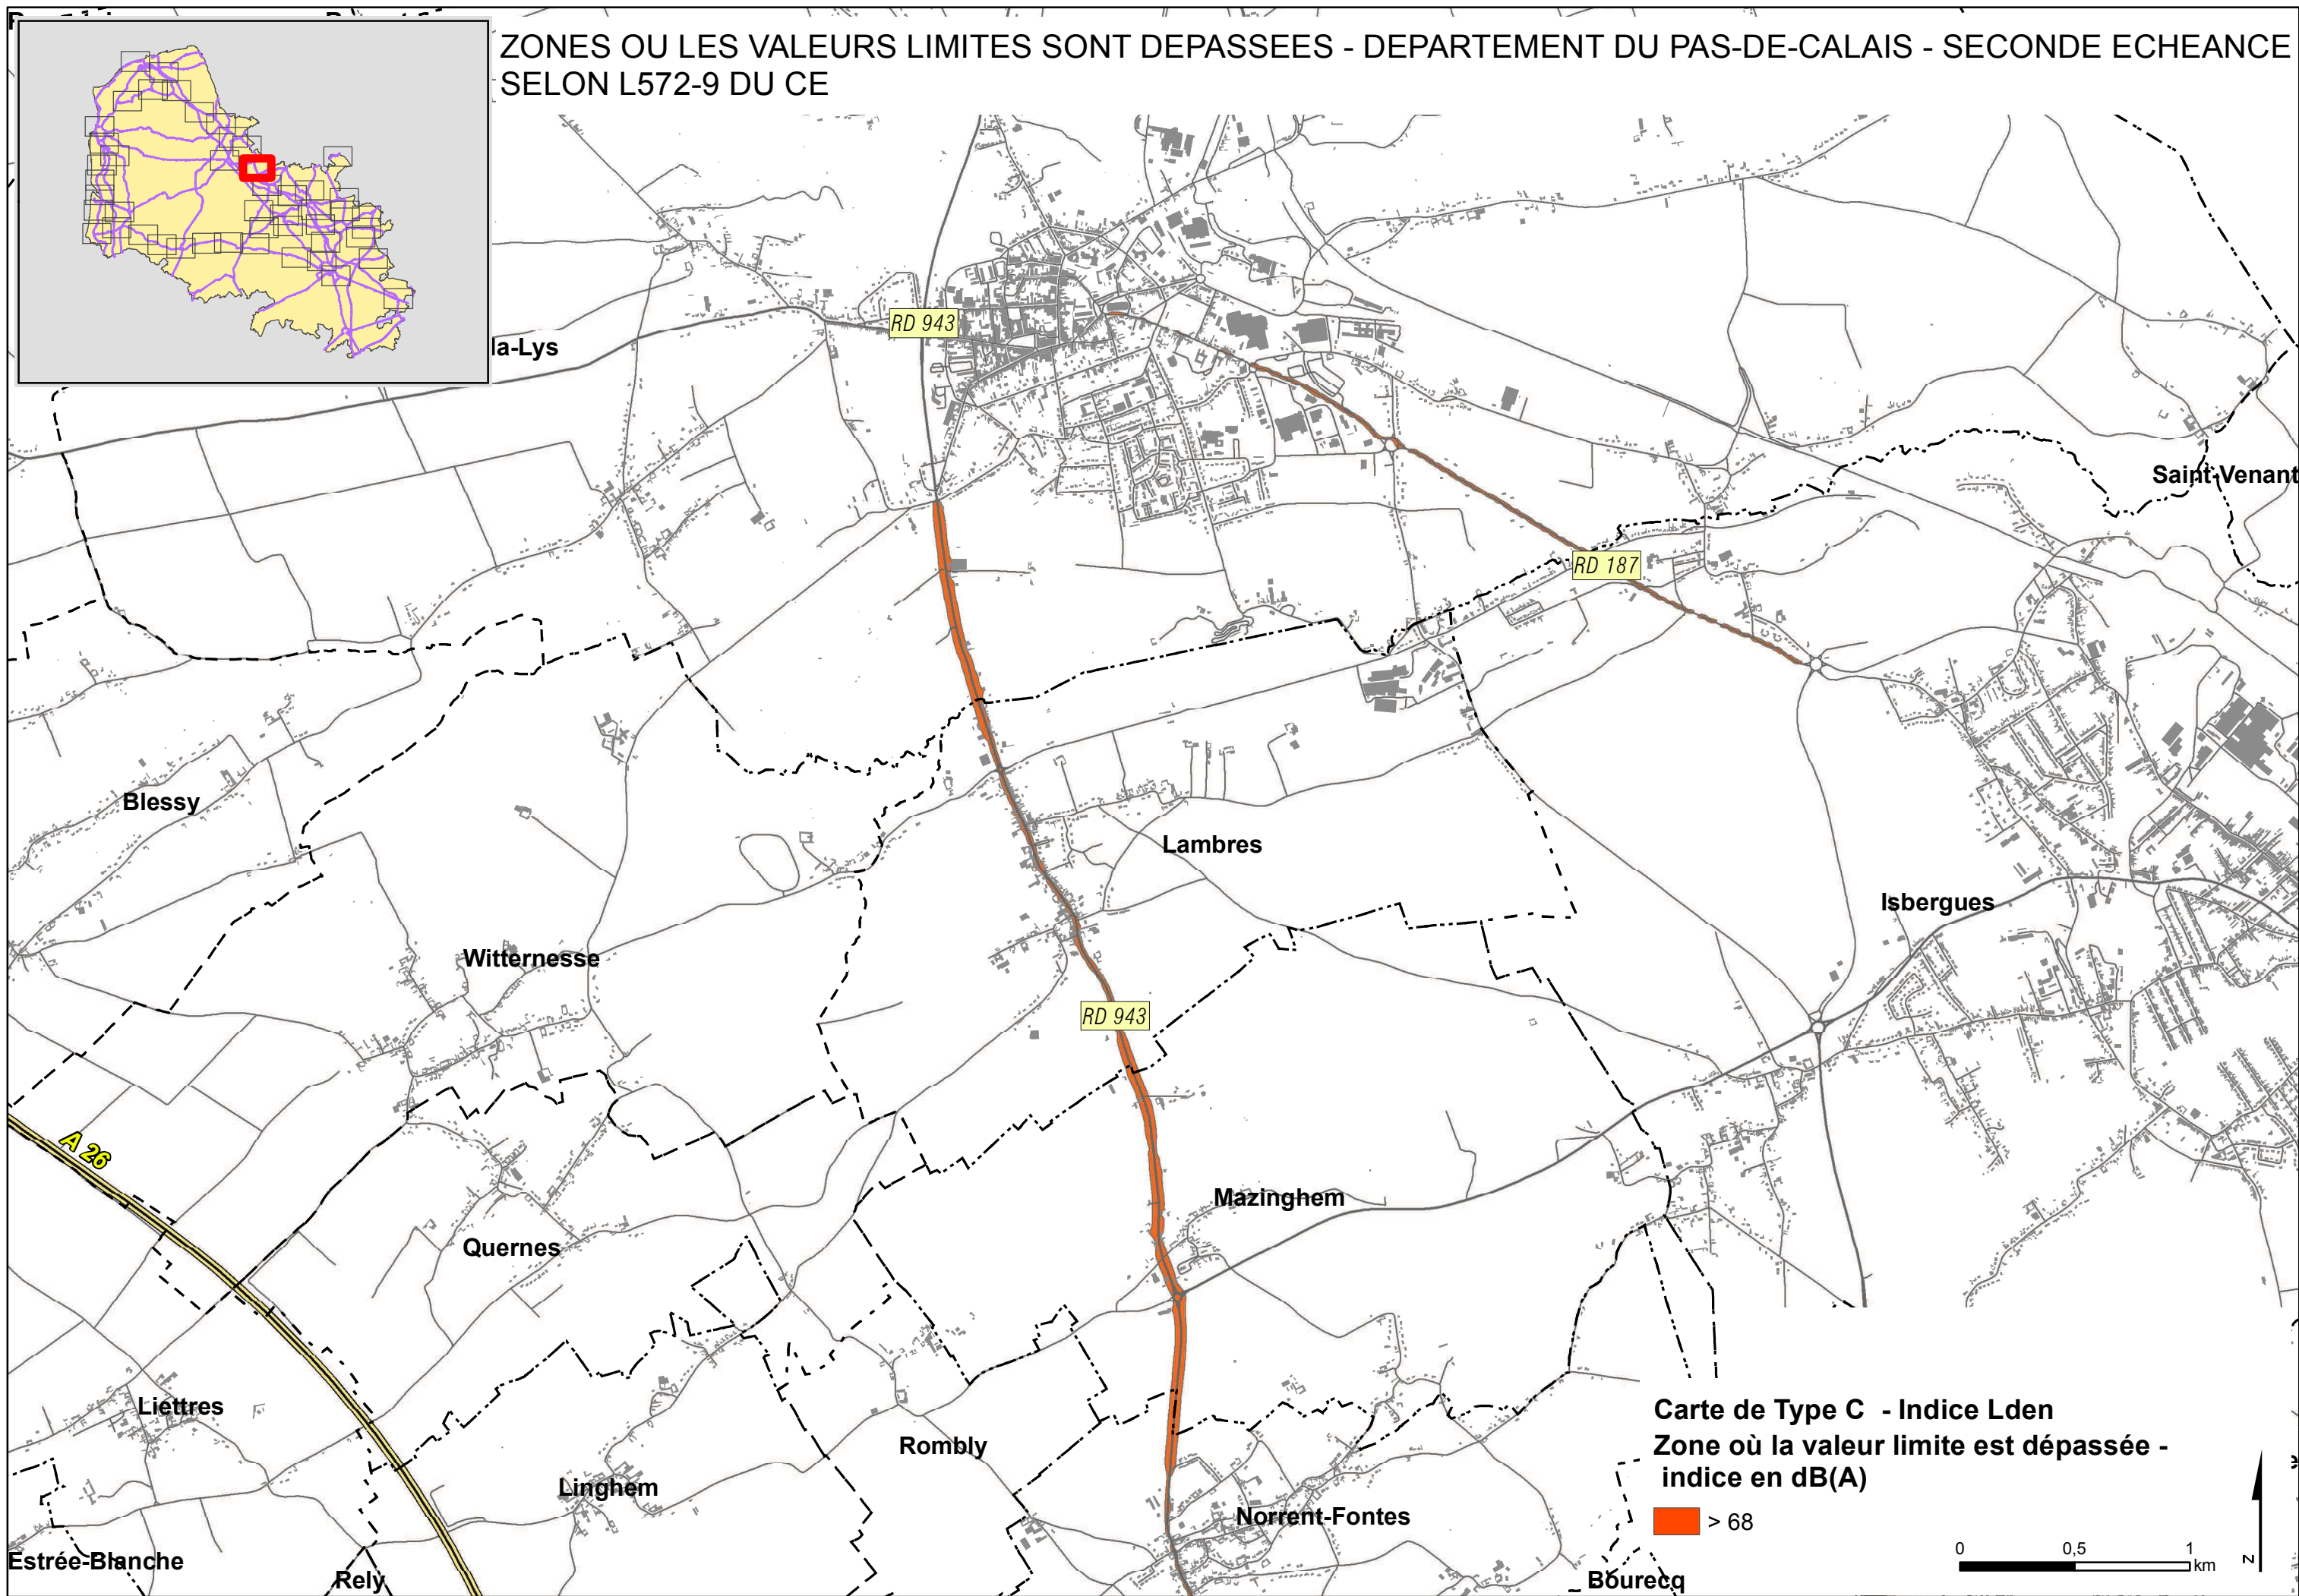 ZONES OU LES VALEURS LIMITES SONT DEPASSEES - DEPARTEMENT DU PAS-DE-CALAIS - SECONDE ECHEANCE
SELON L572-9 DU CE
RD 943
la-Lys
Saint-Venant
RD 187
Blessy
Lambres
Isbergues
Witternesse
RD 943
A 26
Mazinghem
Quernes
Liettres
Rombly
Linghem
Norrent-Fontes
Estrée-Blanche
Rely
Bourecq
Carte de Type C - Indice Lden
Zone où la valeur limite est dépassée -
indice en dB(A)
> 68
0 0,5 1
km
N